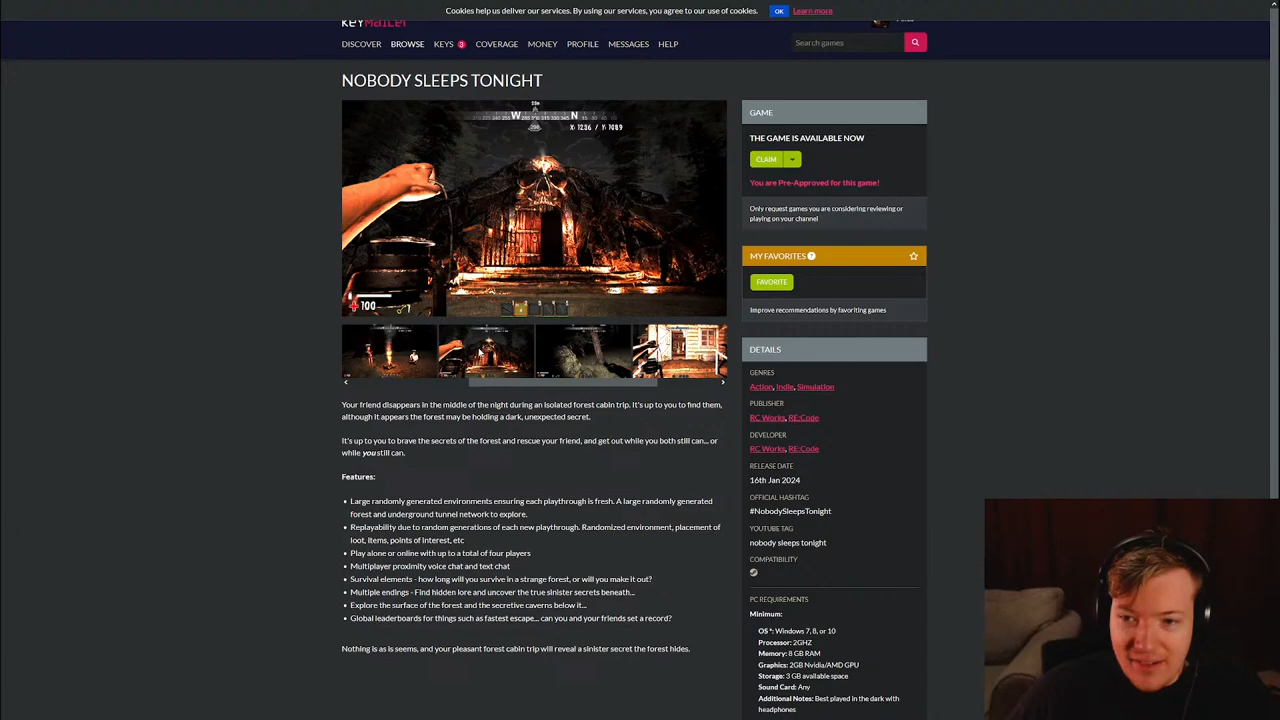 Cookies help us deliver our services. By using our services, you agree to our use of cookies. OK Learn more
KEYMAILER
DISCOVER BROWSE KEYS 3 COVERAGE MONEY PROFILE MESSAGES HELP
Search games
NOBODY SLEEPS TONIGHT
W N
X: 1236 / Y: 1089
100
Your friend disappears in the middle of the night during an isolated forest cabin trip. It's up to you to find them,
although it appears the forest may be holding a dark, unexpected secret.
It's up to you to brave the secrets of the forest and rescue your friend, and get out while you both still can... or
while you still can.
Features:
• Large randomly generated environments ensuring each playthrough is fresh. A large randomly generated
forest and underground tunnel network to explore.
• Replayability due to random generations of each new playthrough. Randomized environment, placement of
loot, items, points of interest, etc
• Play alone or online with up to a total of four players
• Multiplayer proximity voice chat and text chat
• Survival elements - how long will you survive in a strange forest, or will you make it out?
• Multiple endings - Find hidden lore and uncover the true sinister secrets beneath...
• Explore the surface of the forest and the secretive caverns below it...
• Global leaderboards for things such as fastest escape... can you and your friends set a record?
Nothing is as is seems, and your pleasant forest cabin trip will reveal a sinister secret the forest hides.
GAME
THE GAME IS AVAILABLE NOW
CLAIM
You are Pre-Approved for this game!
Only request games you are considering reviewing or
playing on your channel
MY FAVORITES ?
FAVORITE
Improve recommendations by favoriting games
DETAILS
GENRES
Action, Indie, Simulation
PUBLISHER
RC Works, RE:Code
DEVELOPER
RC Works, RE:Code
RELEASE DATE
16th Jan 2024
OFFICIAL HASHTAG
#NobodySleepsTonight
YOUTUBE TAG
nobody sleeps tonight
COMPATIBILITY
PC REQUIREMENTS
Minimum:
OS *: Windows 7, 8, or 10
Processor: 2GHZ
Memory: 8 GB RAM
Graphics: 2GB Nvidia/AMD GPU
Storage: 3 GB available space
Sound Card: Any
Additional Notes: Best played in the dark with
headphones